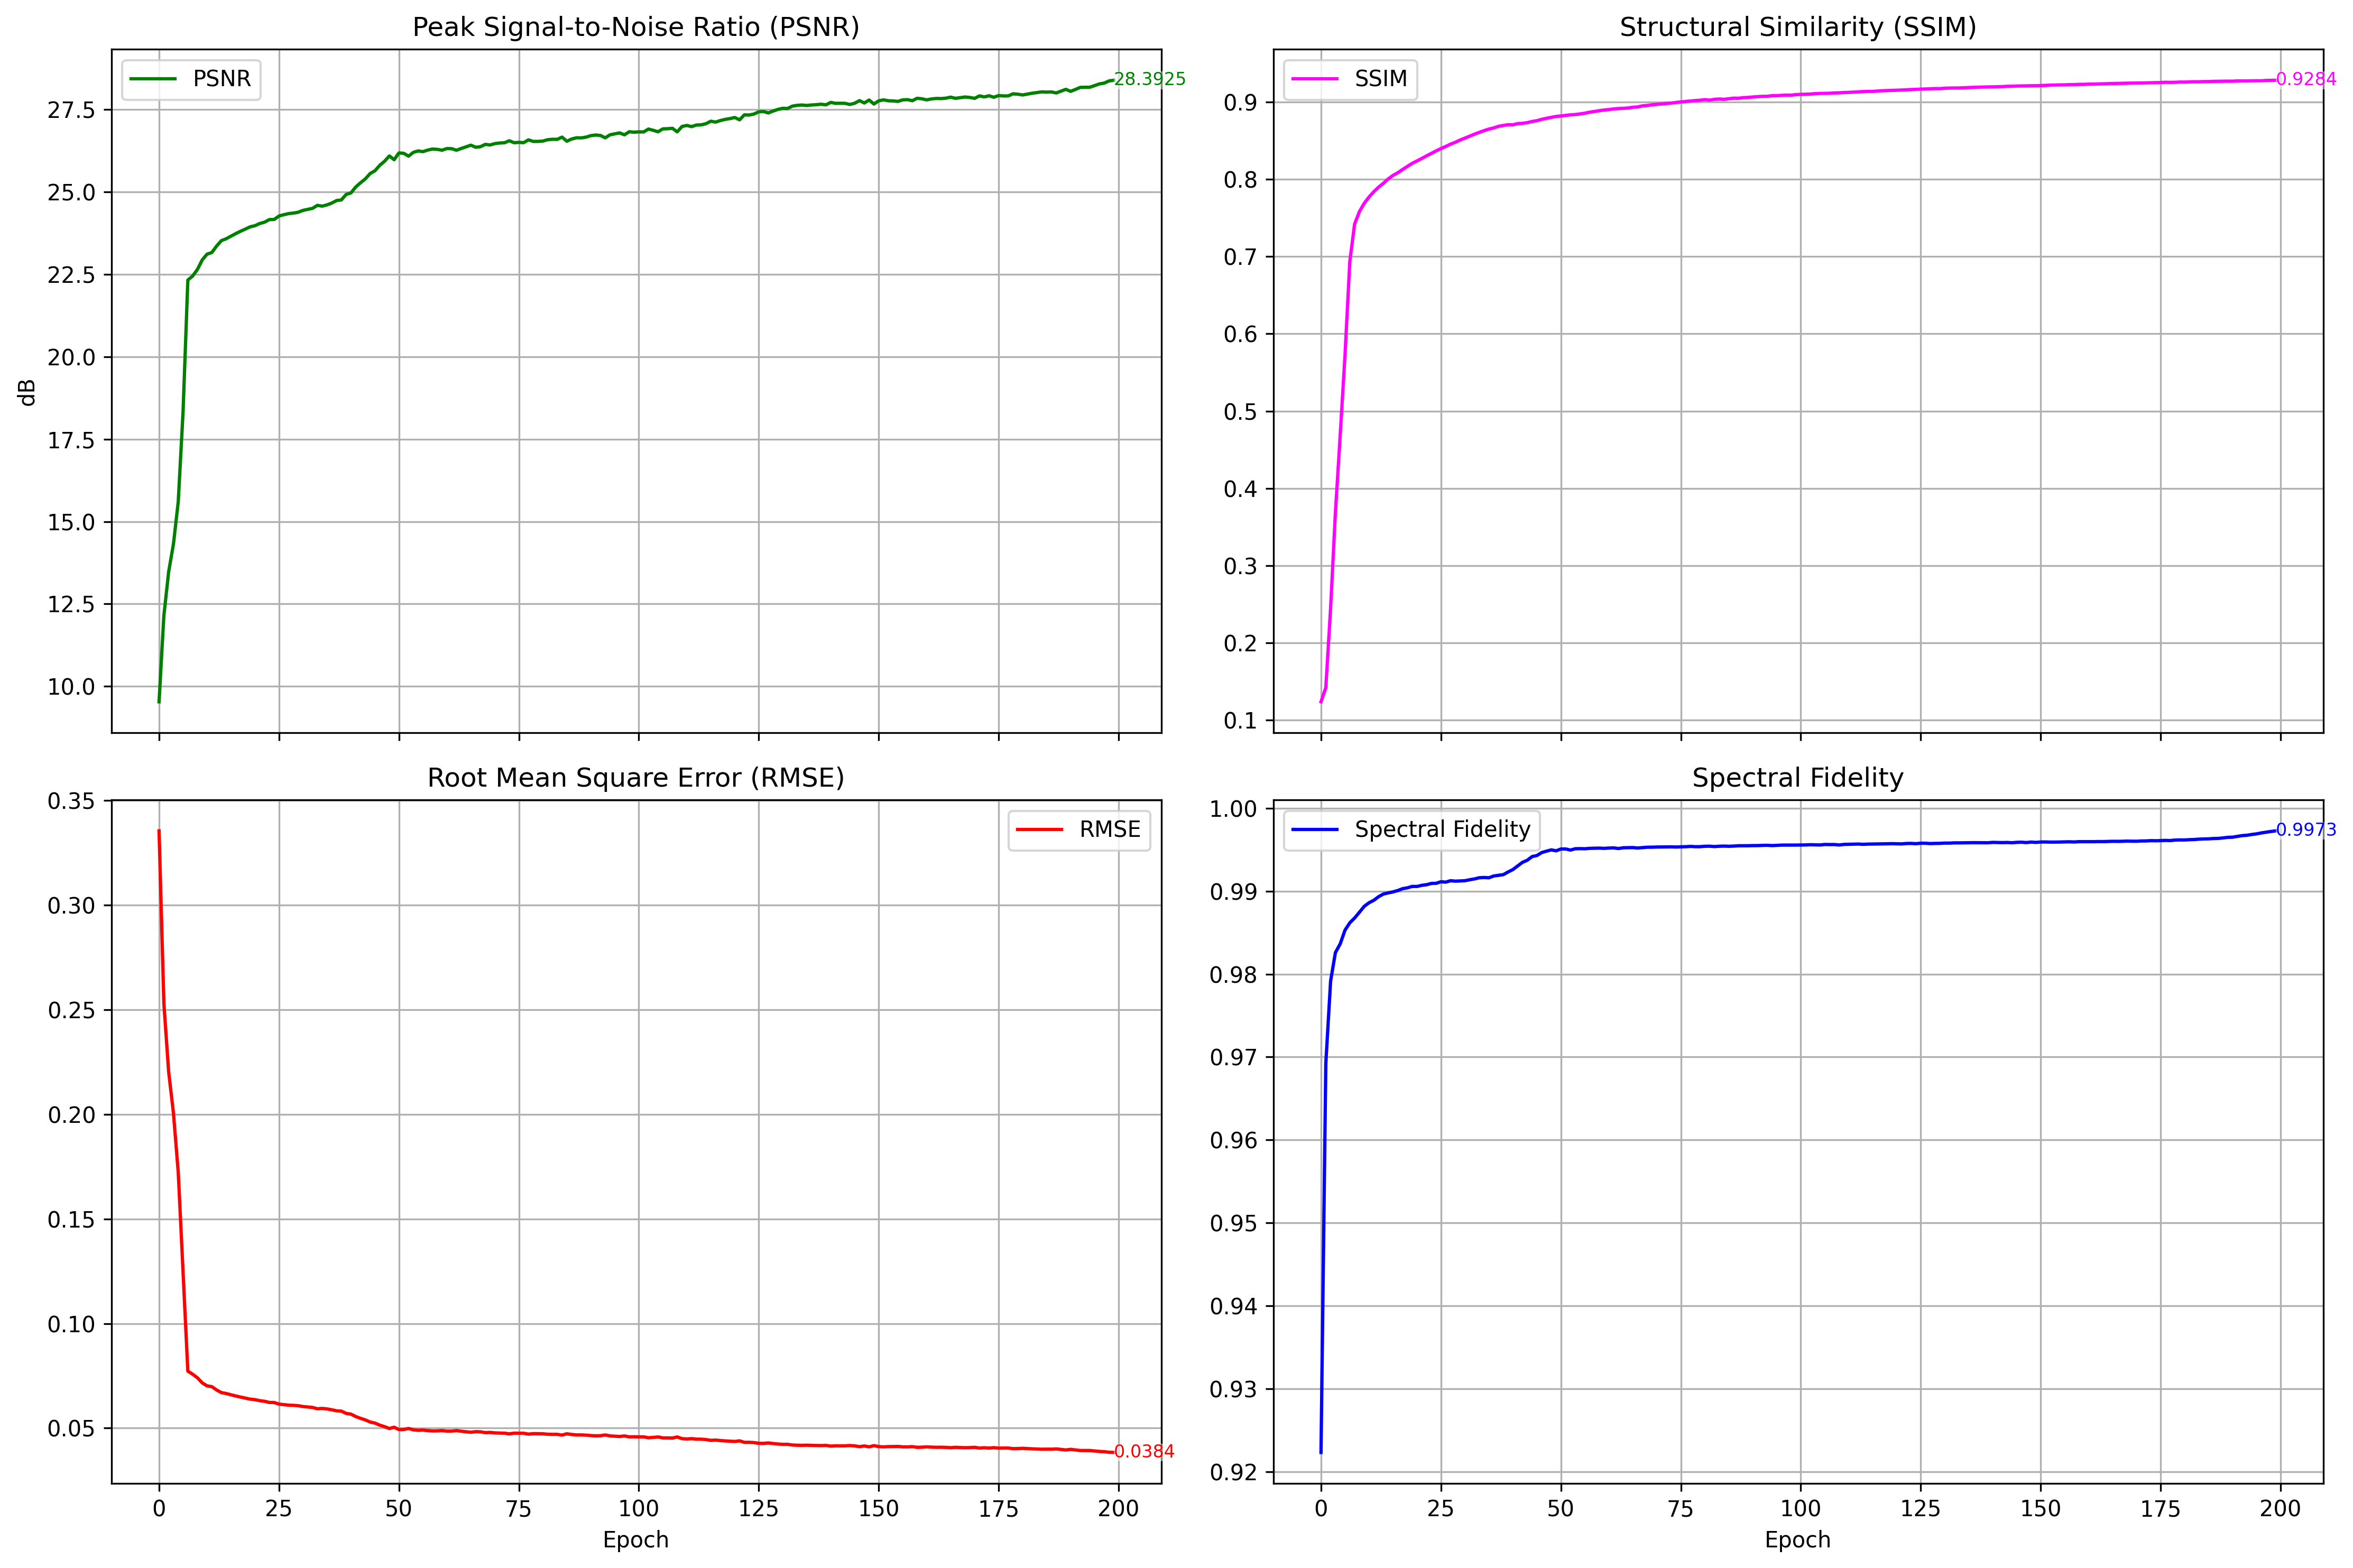 Peak Signal-to-Noise Ratio (PSNR)
PSNR
28.3925
27.5
25.0
22.5
20.0
17.5
15.0
12.5
10.0
dB
Structural Similarity (SSIM)
SSIM
0.9284
0.9
0.8
0.7
0.6
0.5
0.4
0.3
0.2
0.1
Root Mean Square Error (RMSE)
RMSE
0.35
0.30
0.25
0.20
0.15
0.10
0.05
0.0384
0 25 50 75 100 125 150 175 200
Epoch
Spectral Fidelity
Spectral Fidelity
0.9973
1.00
0.99
0.98
0.97
0.96
0.95
0.94
0.93
0.92
0 25 50 75 100 125 150 175 200
Epoch